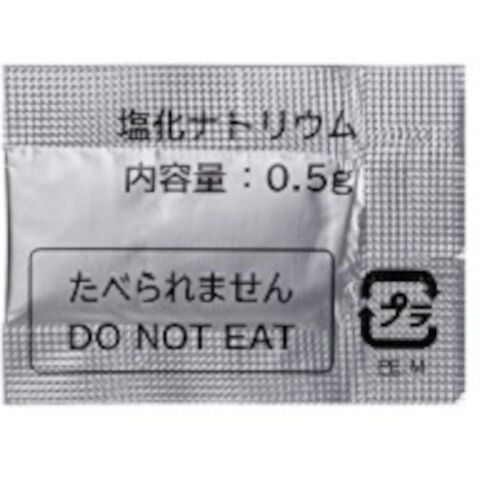 塩化ナトリウム
内容量：0.5g
たべられません
DO NOT EAT
プラ
PE, M